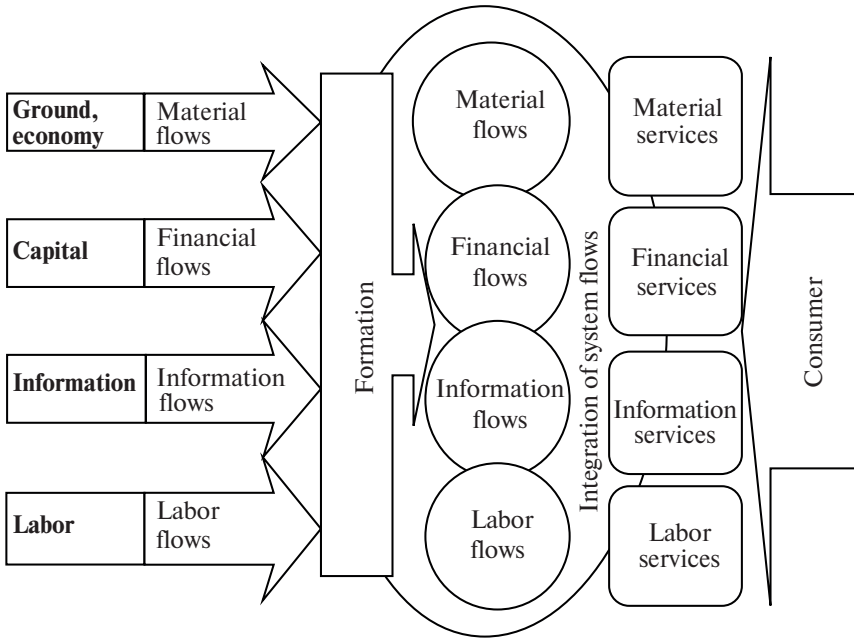 Ground,
economy
Material
flows
Capital
Financial
flows
Information
Information
flows
Labor
Labor
flows
Formation
Material
flows
Financial
flows
Information
flows
Labor
flows
Integration of system flows
Material
services
Financial
services
Information
services
Labor
services
Consumer